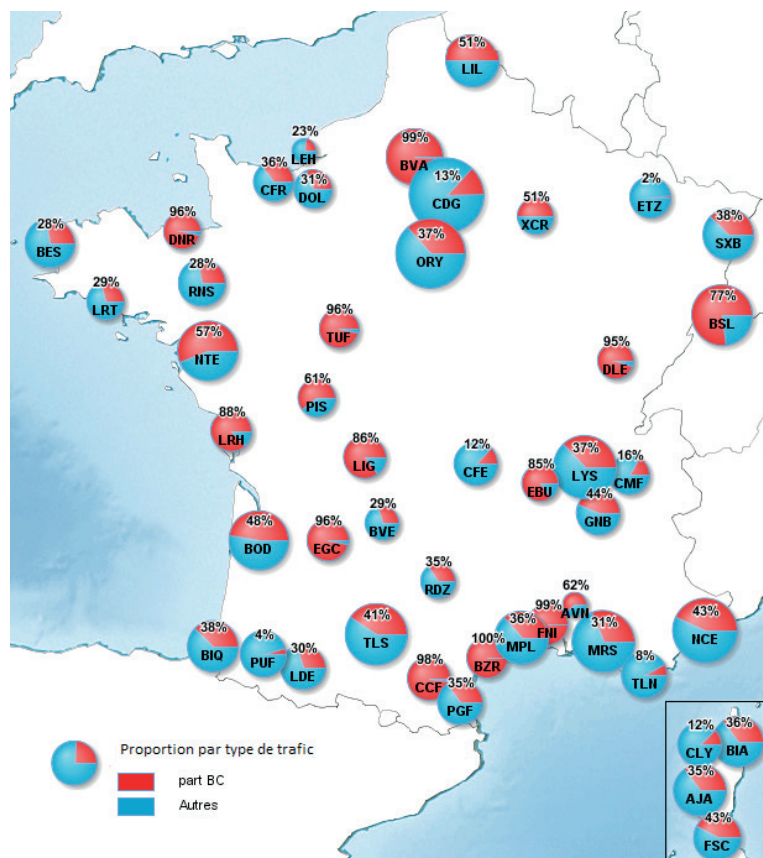 51%
LIL
99%
BVA
23%
LEH
36%
CFR
31%
DOL
13%
CDG
2%
ETZ
51%
XCR
38%
SXB
28%
BES
96%
DNR
37%
ORY
28%
RNS
29%
LRT
77%
BSL
96%
TUF
57%
NTE
95%
DLE
61%
PIS
88%
LRH
86%
LIG
12%
CFE
37%
LYS
16%
CMF
85%
EBU
44%
GNB
29%
BVE
48%
BOD
96%
EGC
35%
RDZ
62%
AVN
99%
FNI
36%
MPL
31%
MRS
43%
NCE
41%
TLS
38%
BIQ
4%
PUF
30%
LDE
100%
BZR
98%
CCF
35%
PGF
8%
TLN
12%
CLY
36%
BIA
35%
AJA
43%
FSC
Proportion par type de trafic
part BC
Autres